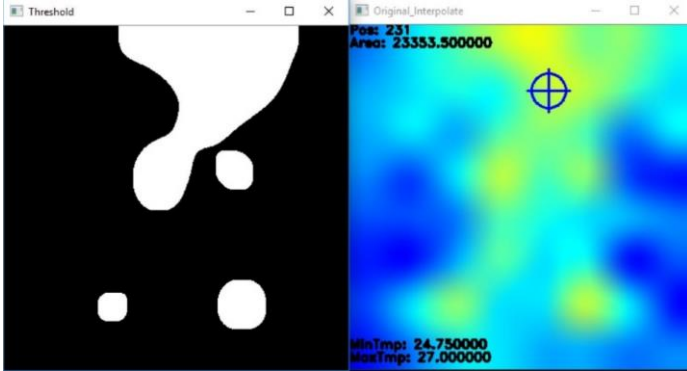 Threshold
Original_Interpolate
Pos: 231
Area: 23353.500000
MinTmp: 24.750000
MaxTmp: 27.000000